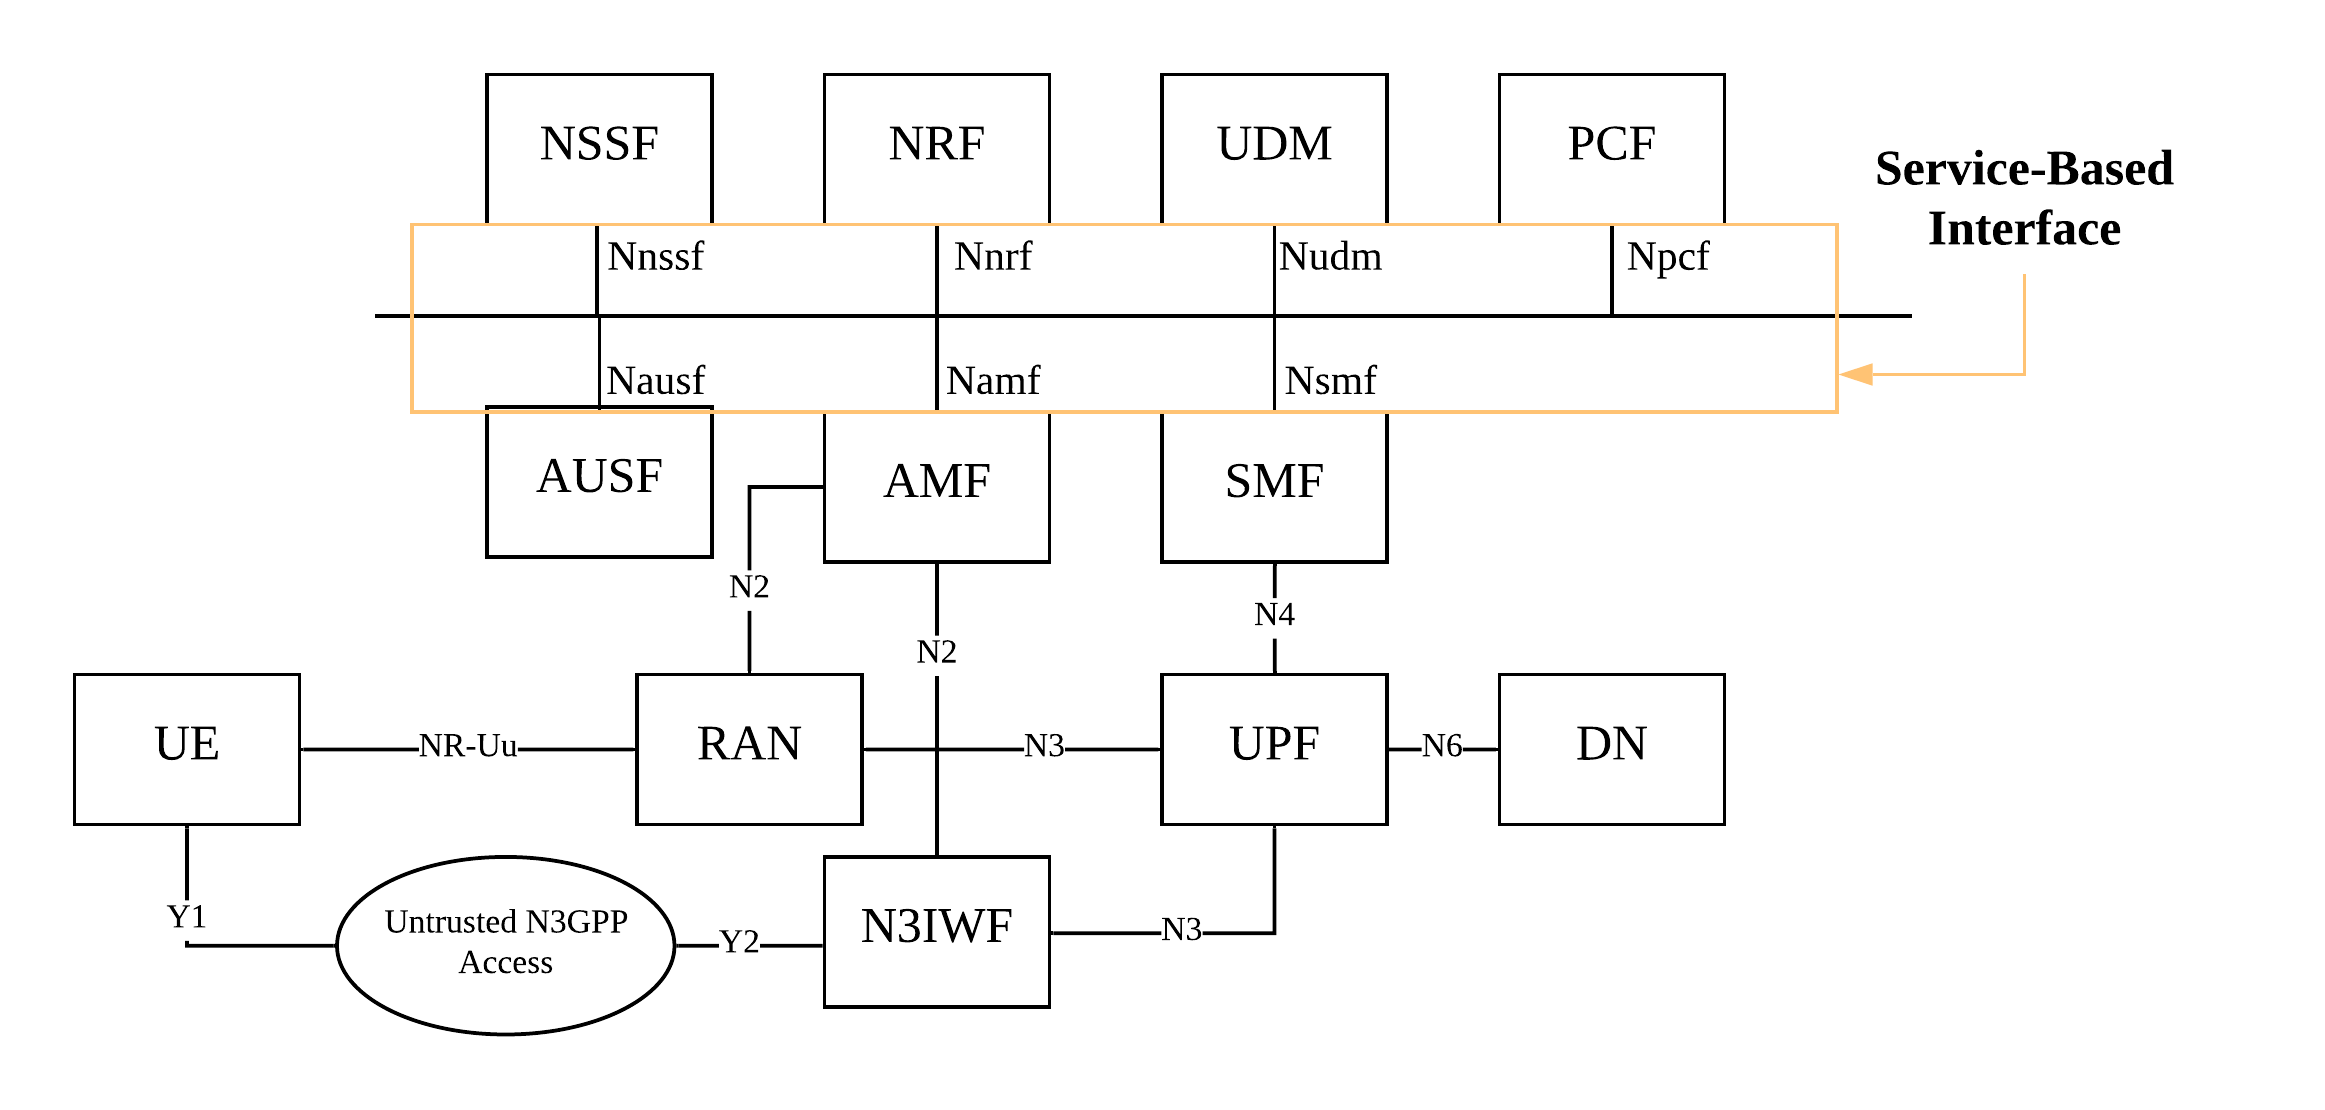 NSSF
NRF
UDM
PCF
Service-Based
Interface
Nnssf
Nnrf
Nudm
Npcf
Nausf
Namf
Nsmf
AUSF
AMF
SMF
N2
N4
N2
UE
NR-Uu
RAN
N3
UPF
N6
DN
Y1
Untrusted N3GPP
Access
Y2
N3IWF
N3